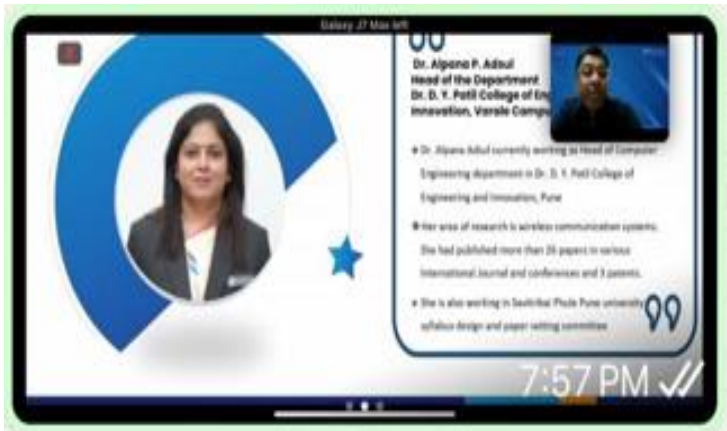 Galaxy J7 Max left
Dr. Alpana P. Adsul
Head of the Department
Dr. D. Y. Patil College of Eng
Innovation, Varale Campu
Dr. Alpana Adsul currently working as Head of Computer
Engineering department in Dr. D. Y. Patil College of
Engineering and Innovation, Pune
Her area of research is wireless communication systems.
She had published more than 26 papers in various
International Journal and conferences and 3 patents.
She is also working in Savitribai Phule Pune university
syllabus design and paper setting committee
7:57 PM